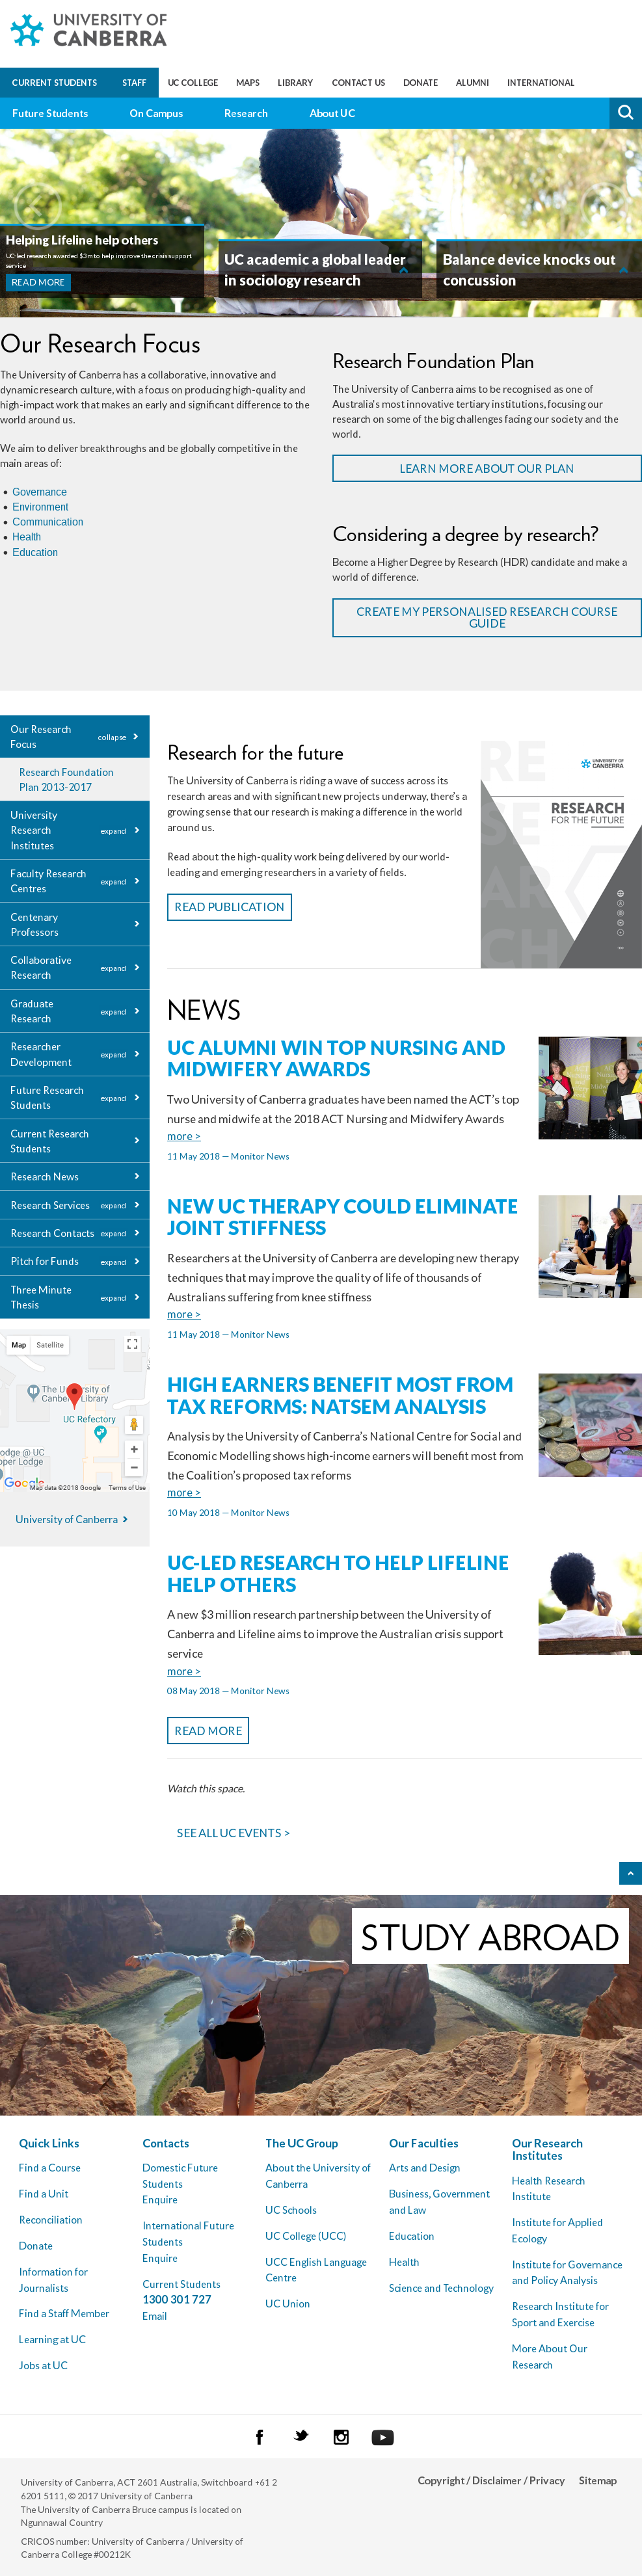 UNIVERSITY OF
CANBERRA
CURRENT STUDENTS STAFF UC COLLEGE MAPS LIBRARY CONTACT US DONATE ALUMNI INTERNATIONAL
Future Students On Campus Research About UC
Helping Lifeline help others
UC-led research awarded $3m to help improve the crisis support
service
READ MORE
UC academic a global leader
in sociology research
Balance device knocks out
concussion
Our Research Focus
The University of Canberra has a collaborative, innovative and
dynamic research culture, with a focus on producing high-quality and
high-impact work that makes an early and significant difference to the
world around us.
We aim to deliver breakthroughs and be globally competitive in the
main areas of:
Governance
Environment
Communication
Health
Education
Research Foundation Plan
The University of Canberra aims to be recognised as one of
Australia's most innovative tertiary institutions, focusing our
research on some of the big challenges facing our society and the
world.
LEARN MORE ABOUT OUR PLAN
Considering a degree by research?
Become a Higher Degree by Research (HDR) candidate and make a
world of difference.
CREATE MY PERSONALISED RESEARCH COURSE
GUIDE
Our Research
Focus
collapse
Research Foundation
Plan 2013-2017
University
Research
Institutes
expand
Faculty Research
Centres
expand
Centenary
Professors
Collaborative
Research
expand
Graduate
Research
expand
Researcher
Development
expand
Future Research
Students
expand
Current Research
Students
Research News
Research Services expand
Research Contacts expand
Pitch for Funds expand
Three Minute
Thesis
expand
Map Satellite
The University of
Canberra Library
UC Refactory
odge @ UC
oper Lodge
Google
Map data ©2018 Google Terms of Use
University of Canberra
Research for the future
The University of Canberra is riding a wave of success across its
research areas and with significant new projects underway, there's a
growing sense that our research is making a difference in the world
around us.
Read about the high-quality work being delivered by our world-
leading and emerging researchers in a variety of fields.
READ PUBLICATION
RE
SE
AR
CH
UNIVERSITY OF
CANBERRA
RESEARCH
FOR THE FUTURE
NEWS
UC ALUMNI WIN TOP NURSING AND
MIDWIFERY AWARDS
Two University of Canberra graduates have been named the ACT's top
nurse and midwife at the 2018 ACT Nursing and Midwifery Awards
more >
11 May 2018 — Monitor News
NEW UC THERAPY COULD ELIMINATE
JOINT STIFFNESS
Researchers at the University of Canberra are developing new therapy
techniques that may improve the quality of life of thousands of
Australians suffering from knee stiffness
more >
11 May 2018 — Monitor News
HIGH EARNERS BENEFIT MOST FROM
TAX REFORMS: NATSEM ANALYSIS
Analysis by the University of Canberra's National Centre for Social and
Economic Modelling shows high-income earners will benefit most from
the Coalition's proposed tax reforms
more >
10 May 2018 — Monitor News
UC-LED RESEARCH TO HELP LIFELINE
HELP OTHERS
A new $3 million research partnership between the University of
Canberra and Lifeline aims to improve the Australian crisis support
service
more >
08 May 2018 — Monitor News
READ MORE
Watch this space.
SEE ALL UC EVENTS >
STUDY ABROAD
Quick Links
Find a Course
Find a Unit
Reconciliation
Donate
Information for
Journalists
Find a Staff Member
Learning at UC
Jobs at UC
Contacts
Domestic Future
Students
Enquire
International Future
Students
Enquire
Current Students
1300 301 727
Email
The UC Group
About the University of
Canberra
UC Schools
UC College (UCC)
UCC English Language
Centre
UC Union
Our Faculties
Arts and Design
Business, Government
and Law
Education
Health
Science and Technology
Our Research
Institutes
Health Research
Institute
Institute for Applied
Ecology
Institute for Governance
and Policy Analysis
Research Institute for
Sport and Exercise
More About Our
Research
University of Canberra, ACT 2601 Australia, Switchboard +61 2
6201 5111, © 2017 University of Canberra
The University of Canberra Bruce campus is located on
Ngunnawal Country
CRICOS number: University of Canberra / University of
Canberra College #00212K
Copyright / Disclaimer / Privacy Sitemap